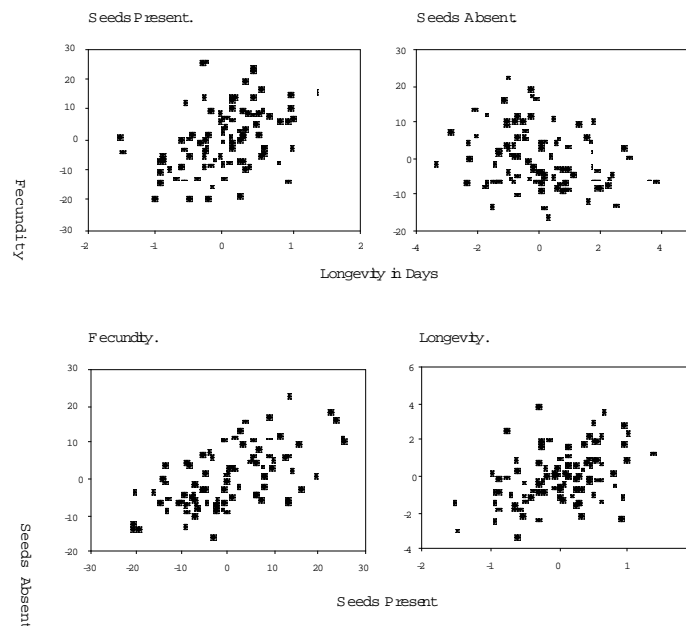 Seeds Present. Seeds Absent
30 30
20 20
10 10
0 0
-10 -10
-20
30 -20
-2 -1 0 1 2 -4 -2 0 2 4
Fecundity
Longevity in Days
Fecundity. Longevity.
30 6
20 4
10 2
0 0
-10 -2
-20 -4
-30 -20 -10 0 10 20 30 -2 -1 0 1
Seeds Absent
Seeds Present